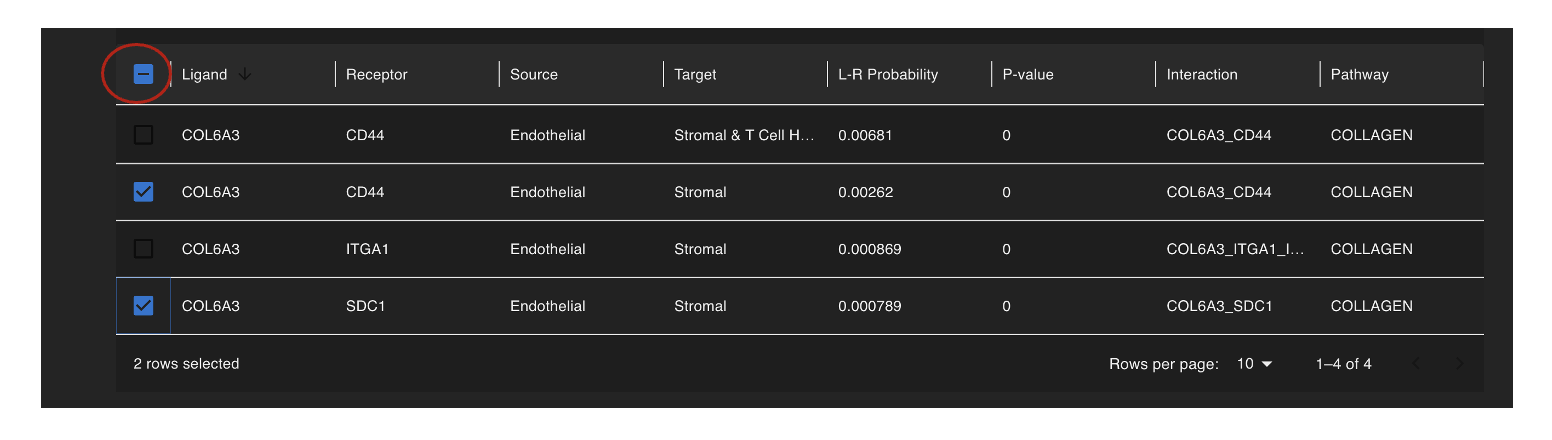 Ligand Receptor Source Target L-R Probability P-value Interaction Pathway
COL6A3 CD44 Endothelial Stromal & T Cell H... 0.00681 0 COL6A3_CD44 COLLAGEN
COL6A3 CD44 Endothelial Stromal 0.00262 0 COL6A3_CD44 COLLAGEN
COL6A3 ITGA1 Endothelial Stromal 0.000869 0 COL6A3_ITGA1_I... COLLAGEN
COL6A3 SDC1 Endothelial Stromal 0.000789 0 COL6A3_SDC1 COLLAGEN
2 rows selected Rows per page: 10 1–4 of 4